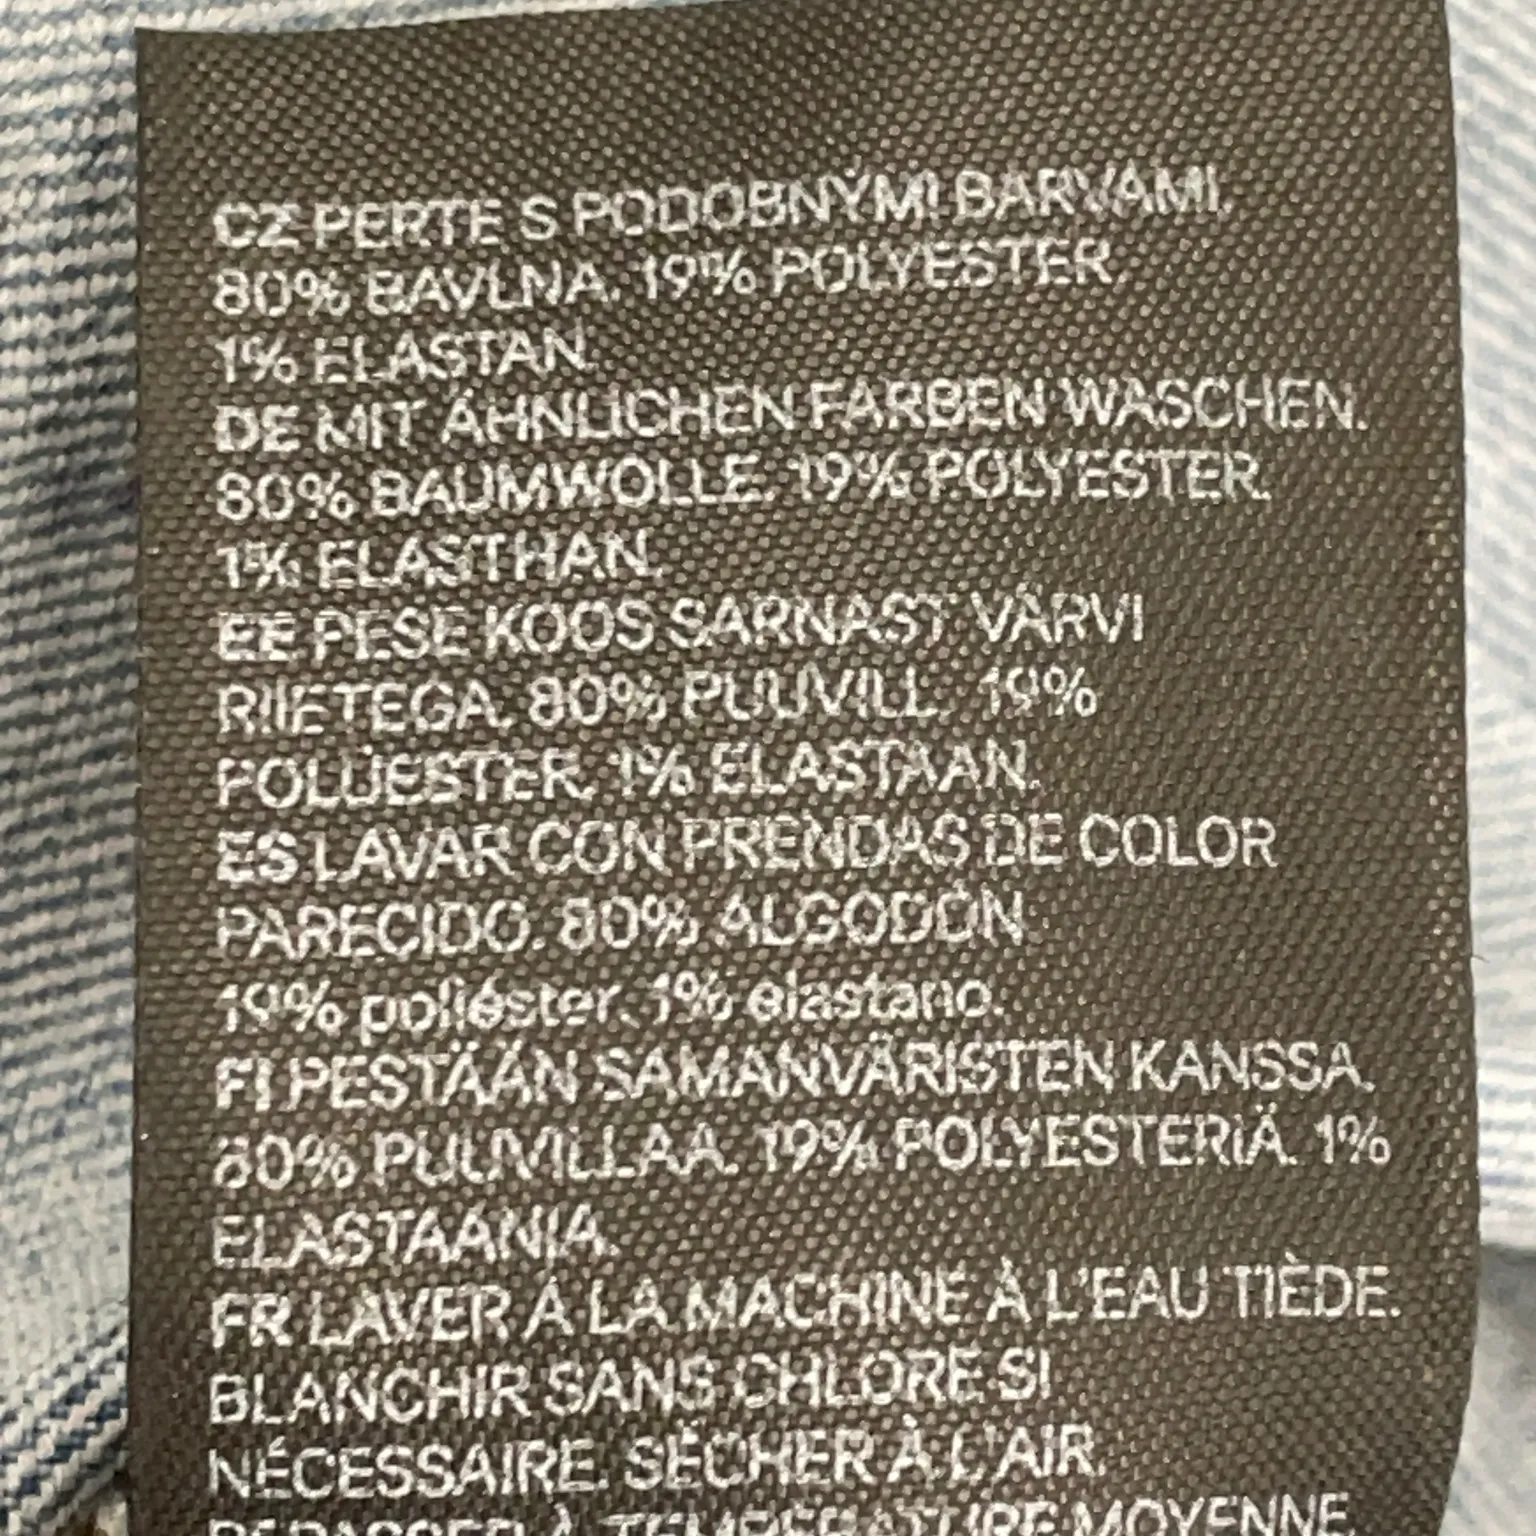 CZ PERTE S PODOBNÝMI BARVAMI.
80% BAVLNA. 19% POLYESTER
1% ELASTAN.
DE MIT ÄHNLICHEN FARBEN WASCHEN.
80% BAUMWOLLE. 19% POLYESTER.
1% ELASTHAN.
EE PESE KOOS SARNAST VÄRVI
RIIETEGA. 80% PUUVILL. 19%
POLÜESTER. 1% ELASTAAN.
ES LAVAR CON PRENDAS DE COLOR
PARECIDO. 80% ALGODÓN
19% poliéster. 1% elastano.
FI PESTÄÄN SAMANVÄRISTEN KANSSA.
80% PUUVILLAA. 19% POLYESTERIÄ. 1%
ELASTAANIA.
FR LAVER À LA MACHINE À L'EAU TIÈDE.
BLANCHIR SANS CHLORE SI
NÉCESSAIRE. SÉCHER À L'AIR.
REPASSER À TEMPÉRATURE MOYENNE